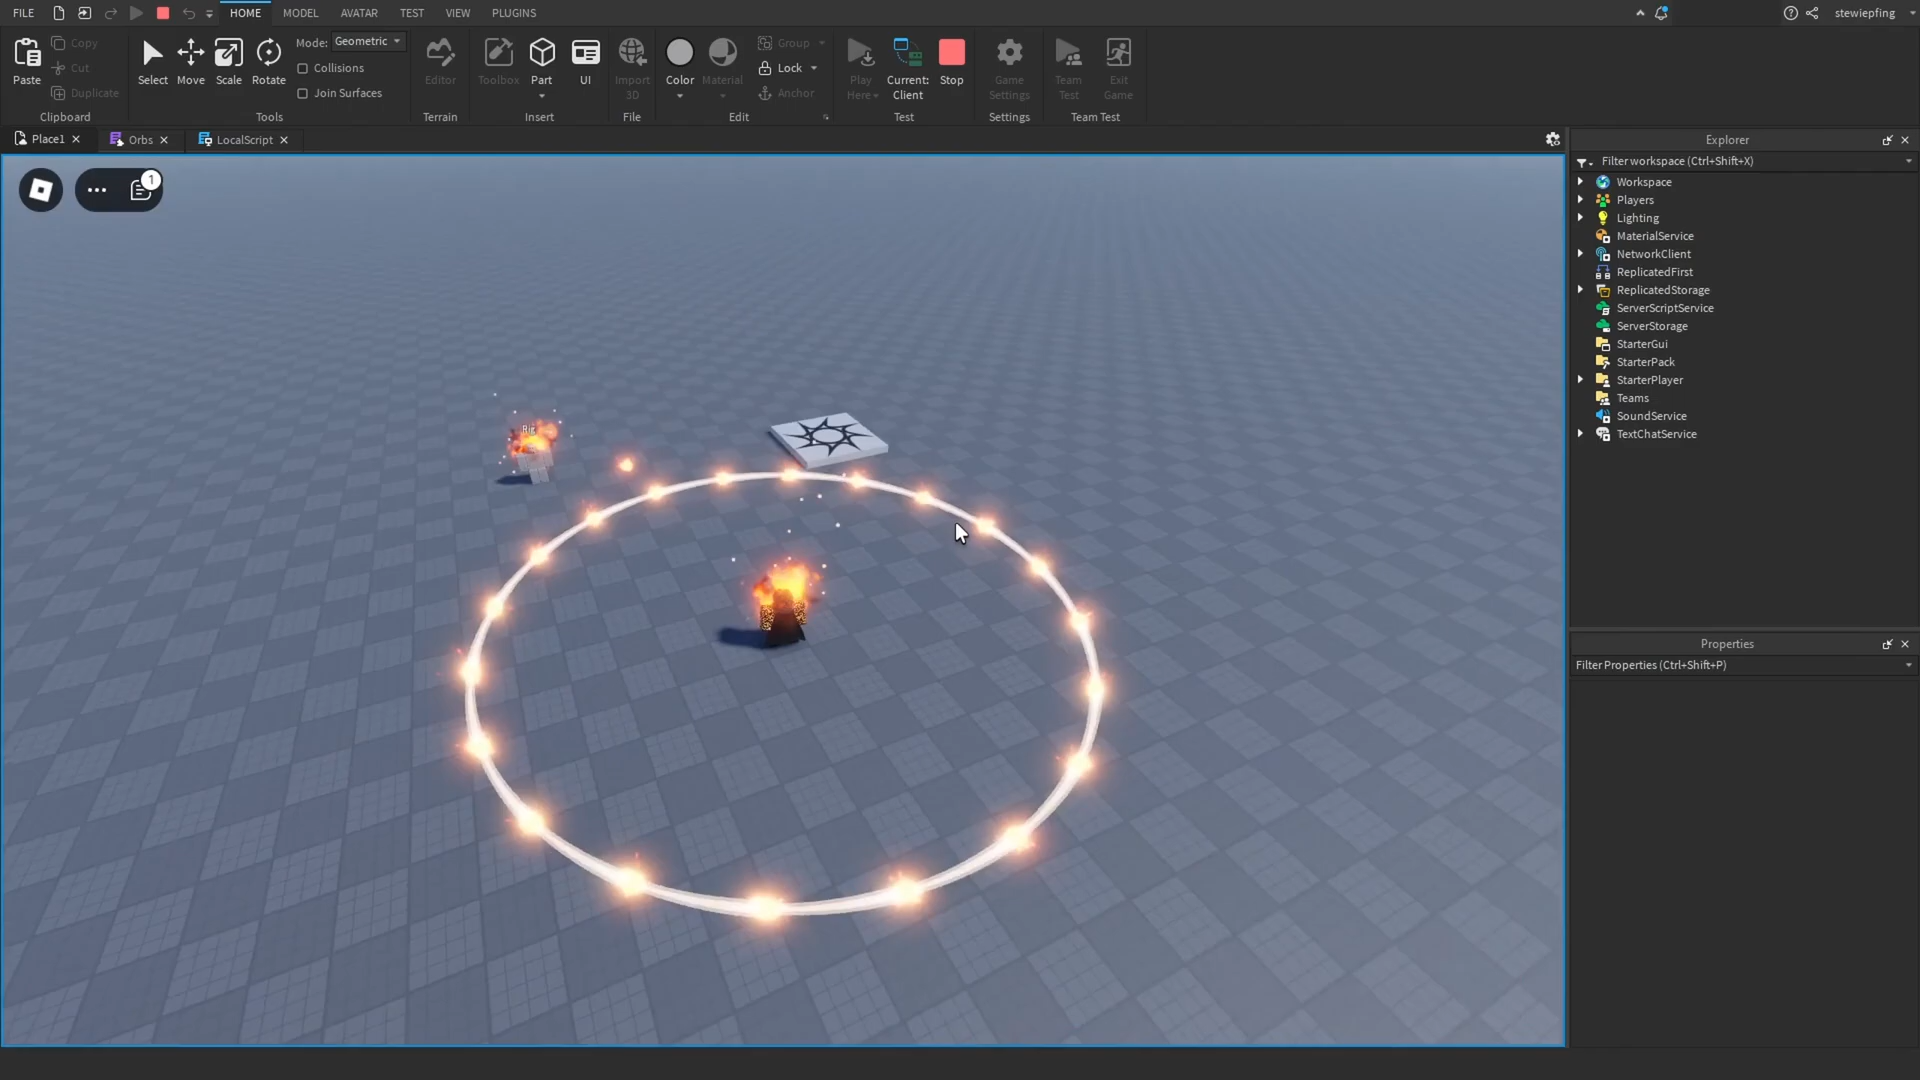 FILE HOME MODEL AVATAR TEST VIEW PLUGINS stewiepfing
Paste
Copy
Cut
Duplicate
Clipboard
Select Move Scale Rotate
Mode: Geometric
Collisions
Join Surfaces
Tools
Editor
Terrain
Toolbox Part UI
Insert
Import
3D
File
Color Material
Group
Lock
Anchor
Edit
Play
Here
Current:
Client
Stop
Test
Game
Settings
Settings
Team
Test
Exit
Game
Team Test
Place1 Orbs LocalScript
1
Rig
Explorer
Filter workspace (Ctrl+Shift+X)
Workspace
Players
Lighting
MaterialService
NetworkClient
ReplicatedFirst
ReplicatedStorage
ServerScriptService
ServerStorage
StarterGui
StarterPack
StarterPlayer
Teams
SoundService
TextChatService
Properties
Filter Properties (Ctrl+Shift+P)